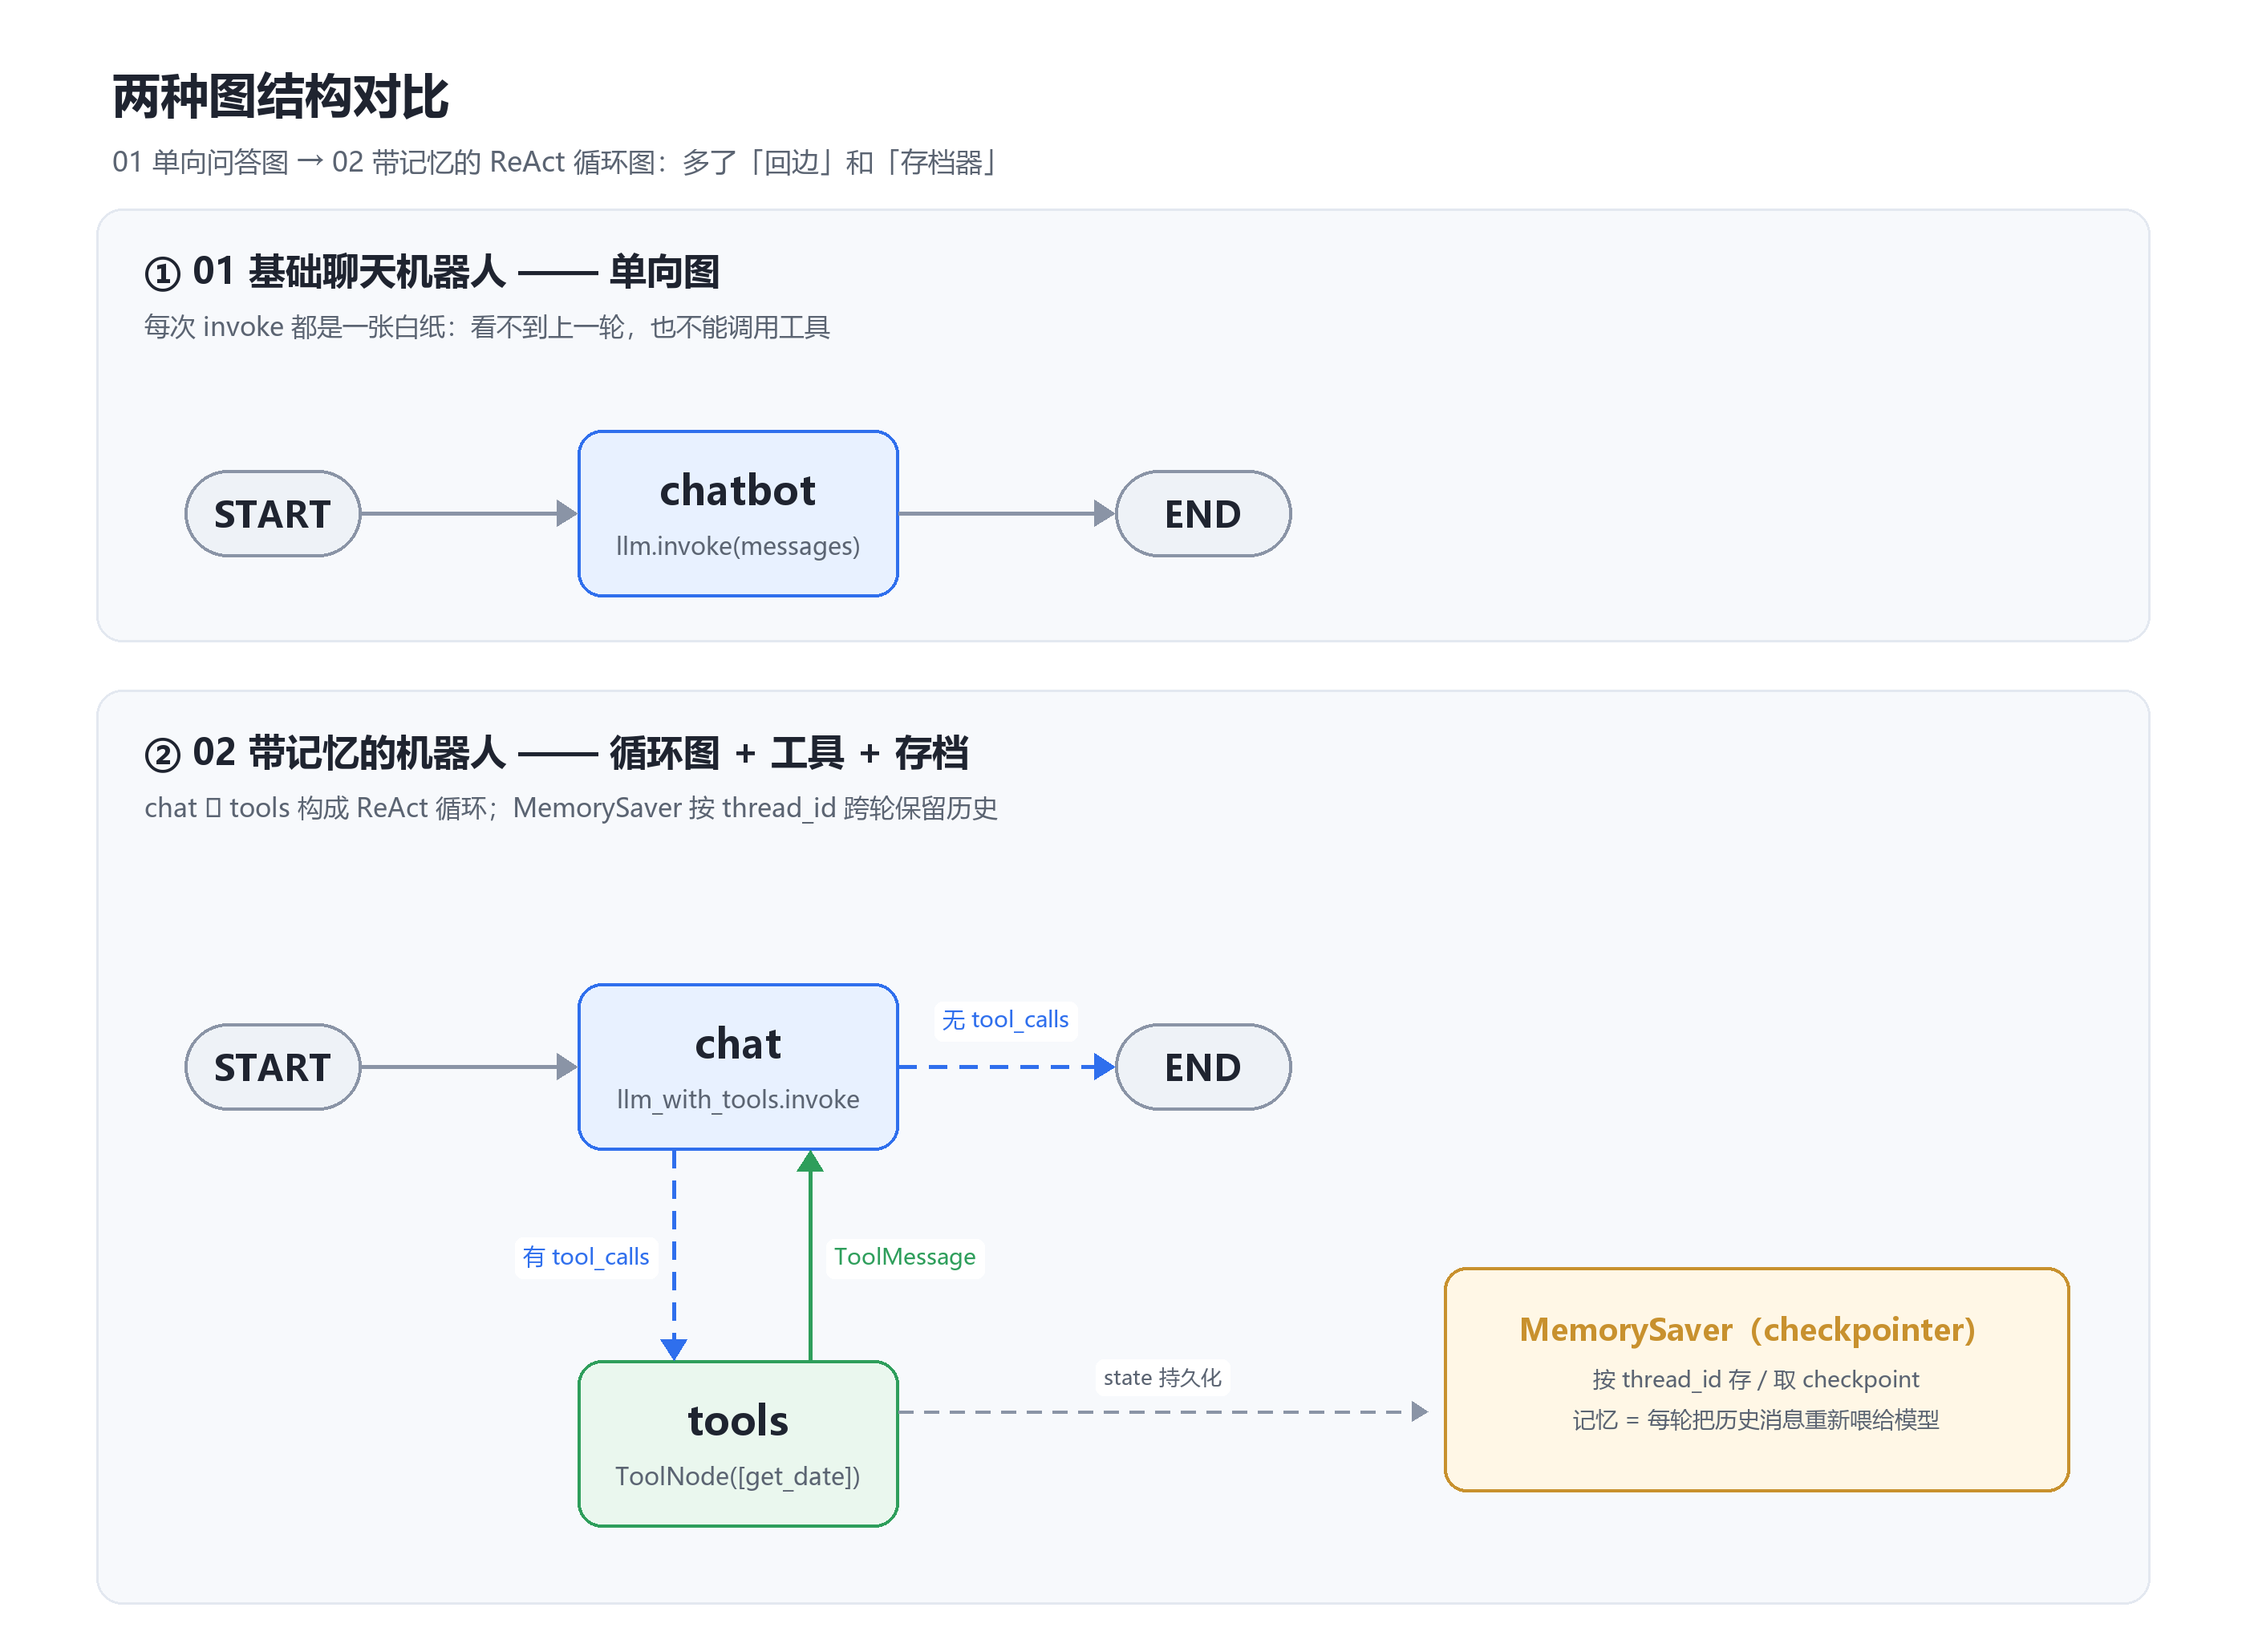 两种图结构对比
01 单向问答图 → 02 带记忆的 ReAct 循环图：多了「回边」和「存档器」
① 01 基础聊天机器人 —— 单向图
每次 invoke 都是一张白纸：看不到上一轮，也不能调用工具
START
chatbot
llm.invoke(messages)
END
② 02 带记忆的机器人 —— 循环图 + 工具 + 存档
chat □ tools 构成 ReAct 循环；MemorySaver 按 thread_id 跨轮保留历史
START
chat
llm_with_tools.invoke
无 tool_calls
END
有 tool_calls
ToolMessage
MemorySaver（checkpointer）
按 thread_id 存 / 取 checkpoint
记忆 = 每轮把历史消息重新喂给模型
state 持久化
tools
ToolNode([get_date])